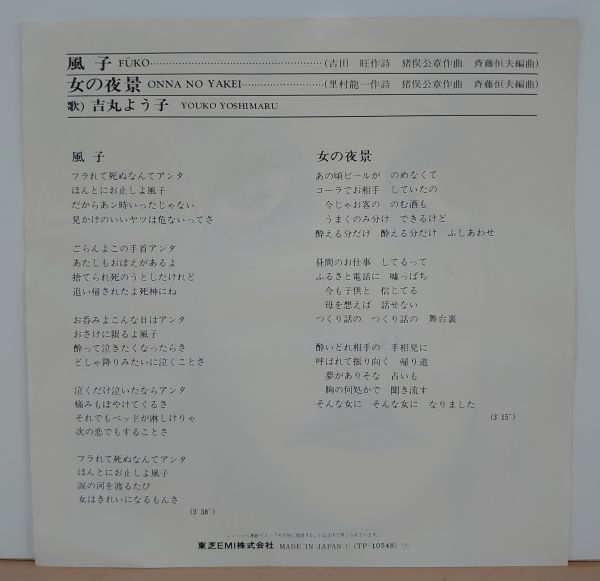 風子 FŪKO……(吉田 旺作詩 猪俣公章作曲 斉藤恒夫編曲)
女の夜景 ONNA NO YAKEI……(里村龍一作詩 猪俣公章作曲 斉藤恒夫編曲)
歌) 吉丸よう子 YOUKO YOSHIMARU
風子
フラれて死ぬなんてアンタ
ほんとにお止しよ風子
だからあン時いったじゃない
見かけのいいヤツは危ないってさ
ごらんよこの手首アンタ
あたしもおぼえがあるよ
捨てられ死のうとしたけれど
追い帰されたよ死神にね
お呑みよこんな日はアンタ
おさけに限るよ風子
酔って泣きたくなったらさ
どしゃ降りみたいに泣くことさ
泣くだけ泣いたならアンタ
痛みもぼやけてくるさ
それでもベッドが淋しけりゃ
次の恋でもすることさ
フラれて死ぬなんてアンタ
ほんとにお止しよ風子
涙の河を渡るたび
女はきれいになるもんさ
(3'38")
女の夜景
あの頃ビールが のめなくて
コーラでお相手 していたの
今じゃお客の のむ酒も
うまくのみ分け できるけど
酔える分だけ 酔える分だけ ふしあわせ
昼間のお仕事 してるって
ふるさと電話に 嘘っぱち
今も子供と 信じてる
母を想えば 話せない
つくり話の つくり話の 舞台裏
酔いどれ相手の 手相見に
呼ばれて振り向く 帰り道
夢がありそな 占いも
胸の何処かで 聞き流す
そんな女に そんな女に なりました
(3'15")
東芝EMI株式会社 MADE IN JAPAN (TP-10548)